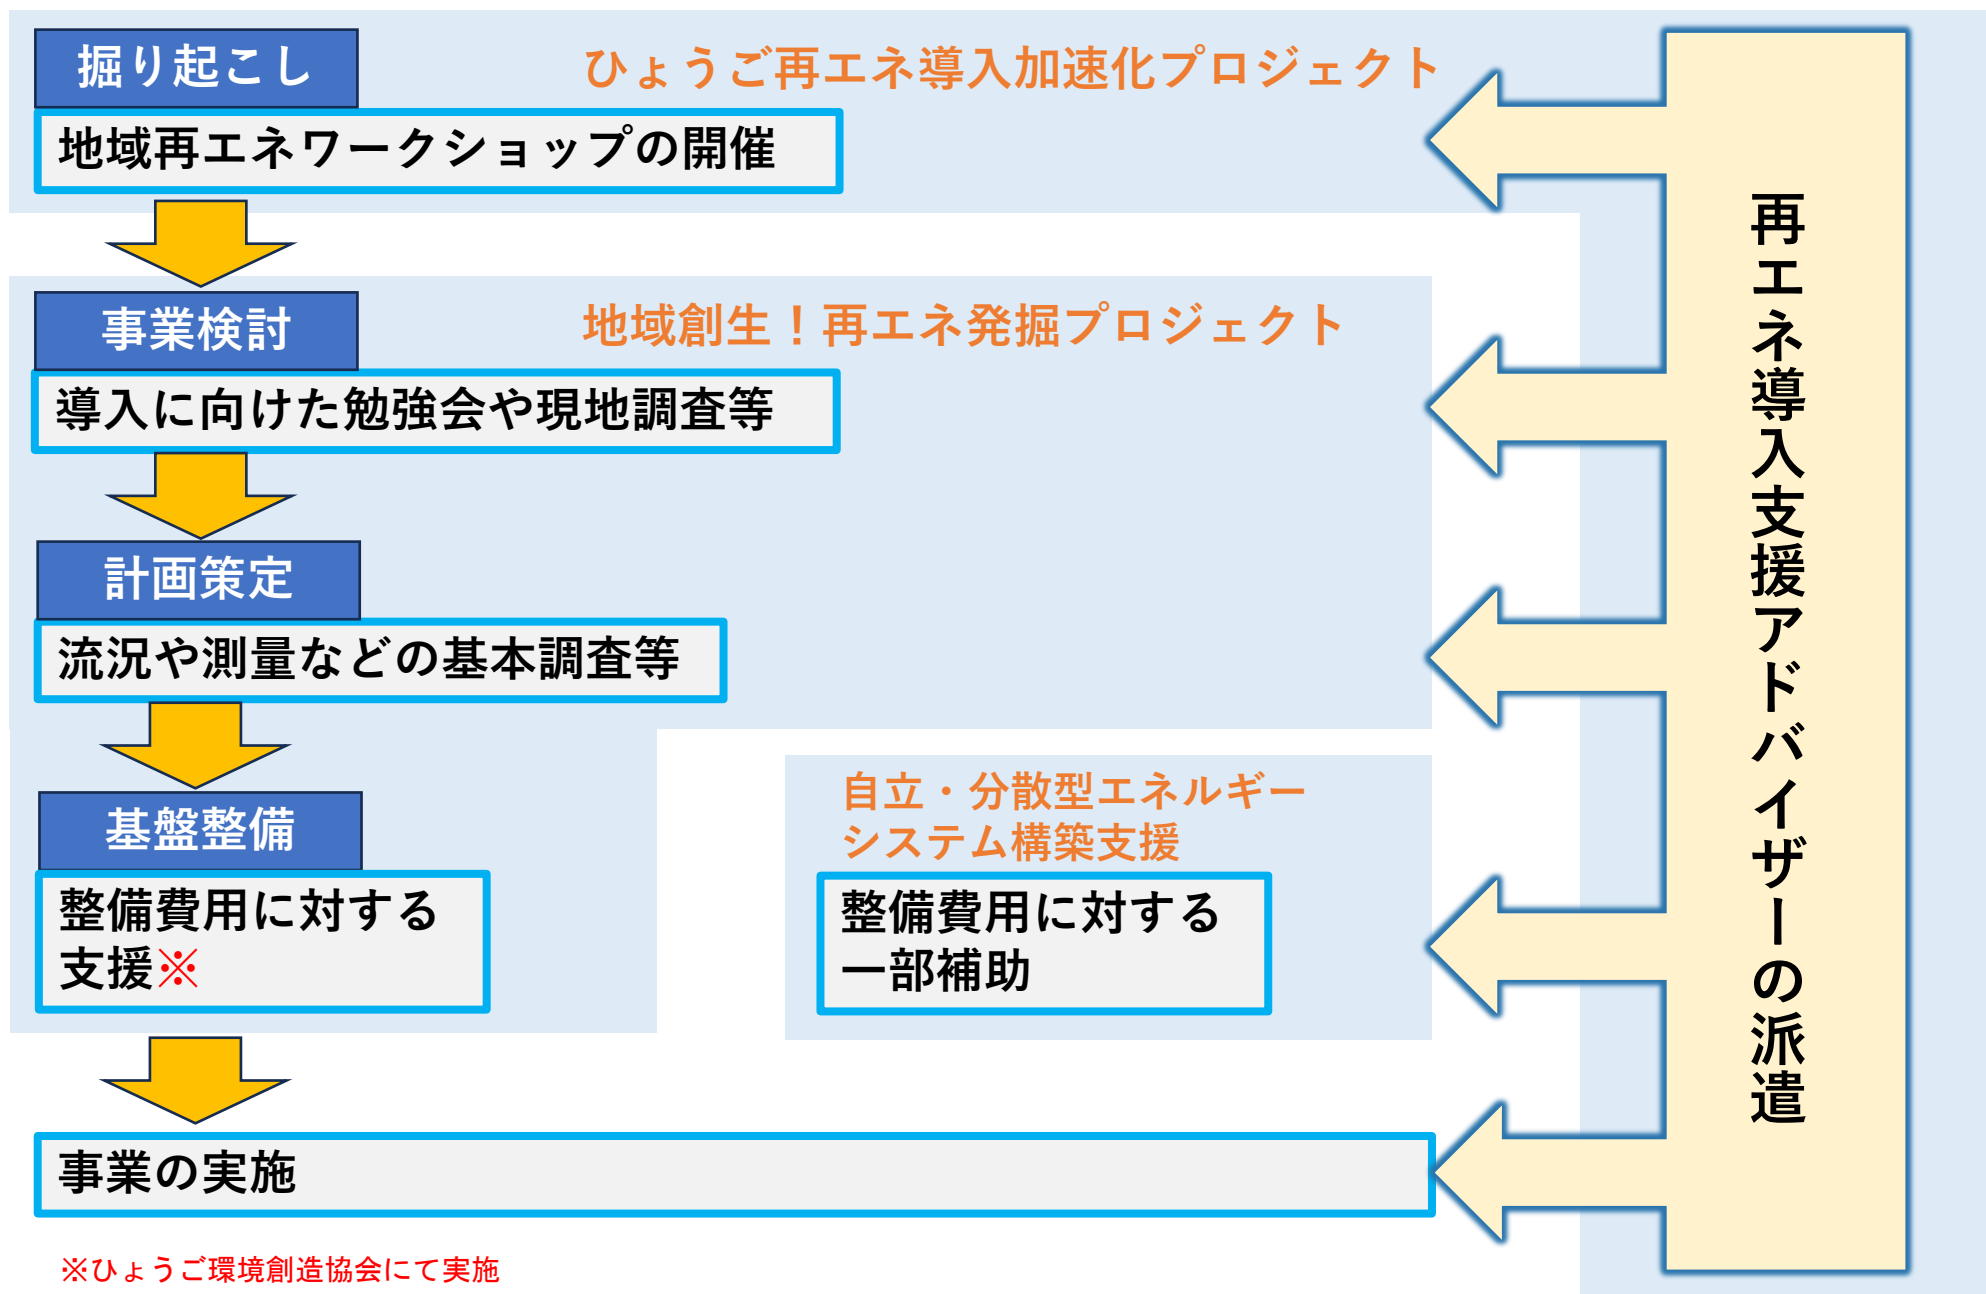 掘り起こし
ひょうご再エネ導入加速化プロジェクト
地域再エネワークショップの開催
事業検討
地域創生！再エネ発掘プロジェクト
導入に向けた勉強会や現地調査等
計画策定
流況や測量などの基本調査等
基盤整備
整備費用に対する
支援※
自立・分散型エネルギー
システム構築支援
整備費用に対する
一部補助
事業の実施
※ひょうご環境創造協会にて実施
再エネ導入支援アドバイザーの派遣